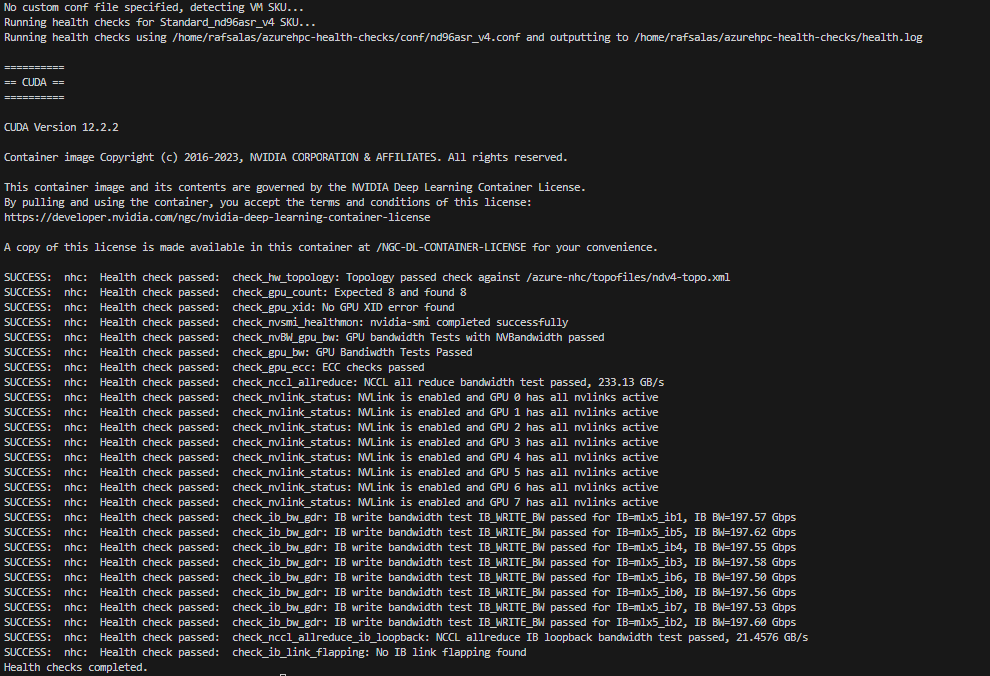 No custom conf file specified, detecting VM SKU...
Running health checks for Standard_nd96asr_v4 SKU...
Running health checks using /home/rafsalas/azurehpc-health-checks/conf/nd96asr_v4.conf and outputting to /home/rafsalas/azurehpc-health-checks/health.log
==========
== CUDA ==
==========
CUDA Version 12.2.2
Container image Copyright (c) 2016-2023, NVIDIA CORPORATION & AFFILIATES. All rights reserved.
This container image and its contents are governed by the NVIDIA Deep Learning Container License.
By pulling and using the container, you accept the terms and conditions of this license:
https://developer.nvidia.com/ngc/nvidia-deep-learning-container-license
A copy of this license is made available in this container at /NGC-DL-CONTAINER-LICENSE for your convenience.
SUCCESS:  nhc:  Health check passed:  check_hw_topology: Topology passed check against /azure-nhc/topofiles/ndv4-topo.xml
SUCCESS:  nhc:  Health check passed:  check_gpu_count: Expected 8 and found 8
SUCCESS:  nhc:  Health check passed:  check_gpu_xid: No GPU XID error found
SUCCESS:  nhc:  Health check passed:  check_nvsmi_healthmon: nvidia-smi completed successfully
SUCCESS:  nhc:  Health check passed:  check_nvBW_gpu_bw: GPU bandwidth Tests with NVBandwidth passed
SUCCESS:  nhc:  Health check passed:  check_gpu_bw: GPU Bandiwdth Tests Passed
SUCCESS:  nhc:  Health check passed:  check_gpu_ecc: ECC checks passed
SUCCESS:  nhc:  Health check passed:  check_nccl_allreduce: NCCL all reduce bandwidth test passed, 233.13 GB/s
SUCCESS:  nhc:  Health check passed:  check_nvlink_status: NVLink is enabled and GPU 0 has all nvlinks active
SUCCESS:  nhc:  Health check passed:  check_nvlink_status: NVLink is enabled and GPU 1 has all nvlinks active
SUCCESS:  nhc:  Health check passed:  check_nvlink_status: NVLink is enabled and GPU 2 has all nvlinks active
SUCCESS:  nhc:  Health check passed:  check_nvlink_status: NVLink is enabled and GPU 3 has all nvlinks active
SUCCESS:  nhc:  Health check passed:  check_nvlink_status: NVLink is enabled and GPU 4 has all nvlinks active
SUCCESS:  nhc:  Health check passed:  check_nvlink_status: NVLink is enabled and GPU 5 has all nvlinks active
SUCCESS:  nhc:  Health check passed:  check_nvlink_status: NVLink is enabled and GPU 6 has all nvlinks active
SUCCESS:  nhc:  Health check passed:  check_nvlink_status: NVLink is enabled and GPU 7 has all nvlinks active
SUCCESS:  nhc:  Health check passed:  check_ib_bw_gdr: IB write bandwidth test IB_WRITE_BW passed for IB=mlx5_ib1, IB BW=197.57 Gbps
SUCCESS:  nhc:  Health check passed:  check_ib_bw_gdr: IB write bandwidth test IB_WRITE_BW passed for IB=mlx5_ib5, IB BW=197.62 Gbps
SUCCESS:  nhc:  Health check passed:  check_ib_bw_gdr: IB write bandwidth test IB_WRITE_BW passed for IB=mlx5_ib4, IB BW=197.55 Gbps
SUCCESS:  nhc:  Health check passed:  check_ib_bw_gdr: IB write bandwidth test IB_WRITE_BW passed for IB=mlx5_ib3, IB BW=197.58 Gbps
SUCCESS:  nhc:  Health check passed:  check_ib_bw_gdr: IB write bandwidth test IB_WRITE_BW passed for IB=mlx5_ib6, IB BW=197.50 Gbps
SUCCESS:  nhc:  Health check passed:  check_ib_bw_gdr: IB write bandwidth test IB_WRITE_BW passed for IB=mlx5_ib0, IB BW=197.56 Gbps
SUCCESS:  nhc:  Health check passed:  check_ib_bw_gdr: IB write bandwidth test IB_WRITE_BW passed for IB=mlx5_ib7, IB BW=197.53 Gbps
SUCCESS:  nhc:  Health check passed:  check_ib_bw_gdr: IB write bandwidth test IB_WRITE_BW passed for IB=mlx5_ib2, IB BW=197.60 Gbps
SUCCESS:  nhc:  Health check passed:  check_nccl_allreduce_ib_loopback: NCCL allreduce IB loopback bandwidth test passed, 21.4576 GB/s
SUCCESS:  nhc:  Health check passed:  check_ib_link_flapping: No IB link flapping found
Health checks completed.